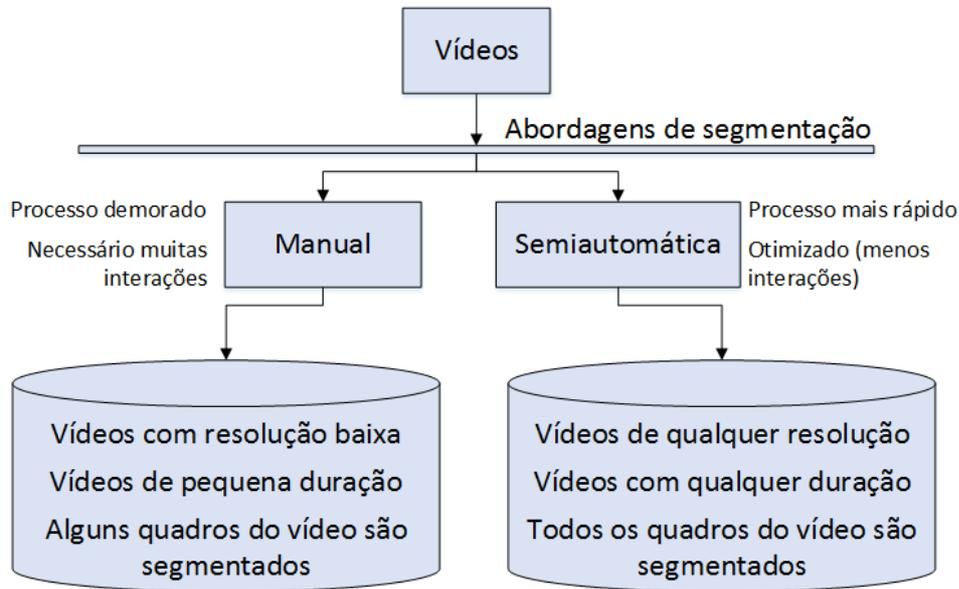 Vídeos
Abordagens de segmentação
Processo demorado
Necessário muitas
interações
Manual
Semiautomática
Processo mais rápido
Otimizado (menos
interações)
Vídeos com resolução baixa
Vídeos de pequena duração
Alguns quadros do vídeo são
segmentados
Vídeos de qualquer resolução
Vídeos com qualquer duração
Todos os quadros do vídeo são
segmentados